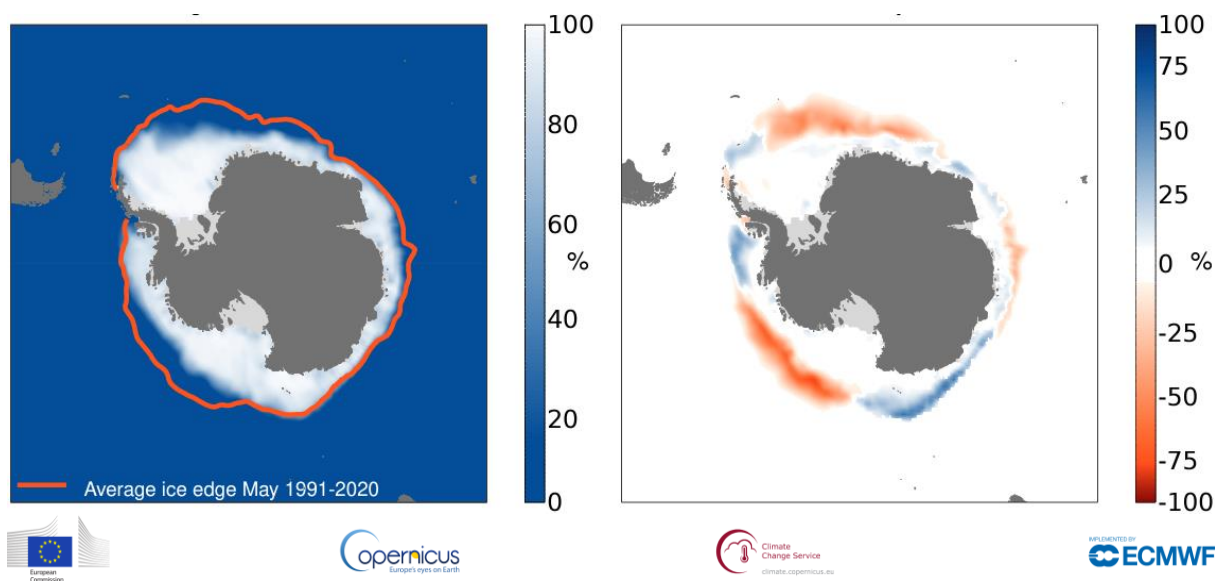 100
80
60
%
40
20
0
Average ice edge May 1991-2020
100
75
50
25
0 %
-25
-50
-75
-100
European
Commission
Copernicus
Europe's eyes on Earth
Climate
Change Service
climate.copernicus.eu
IMPLEMENTED BY
ECMWF